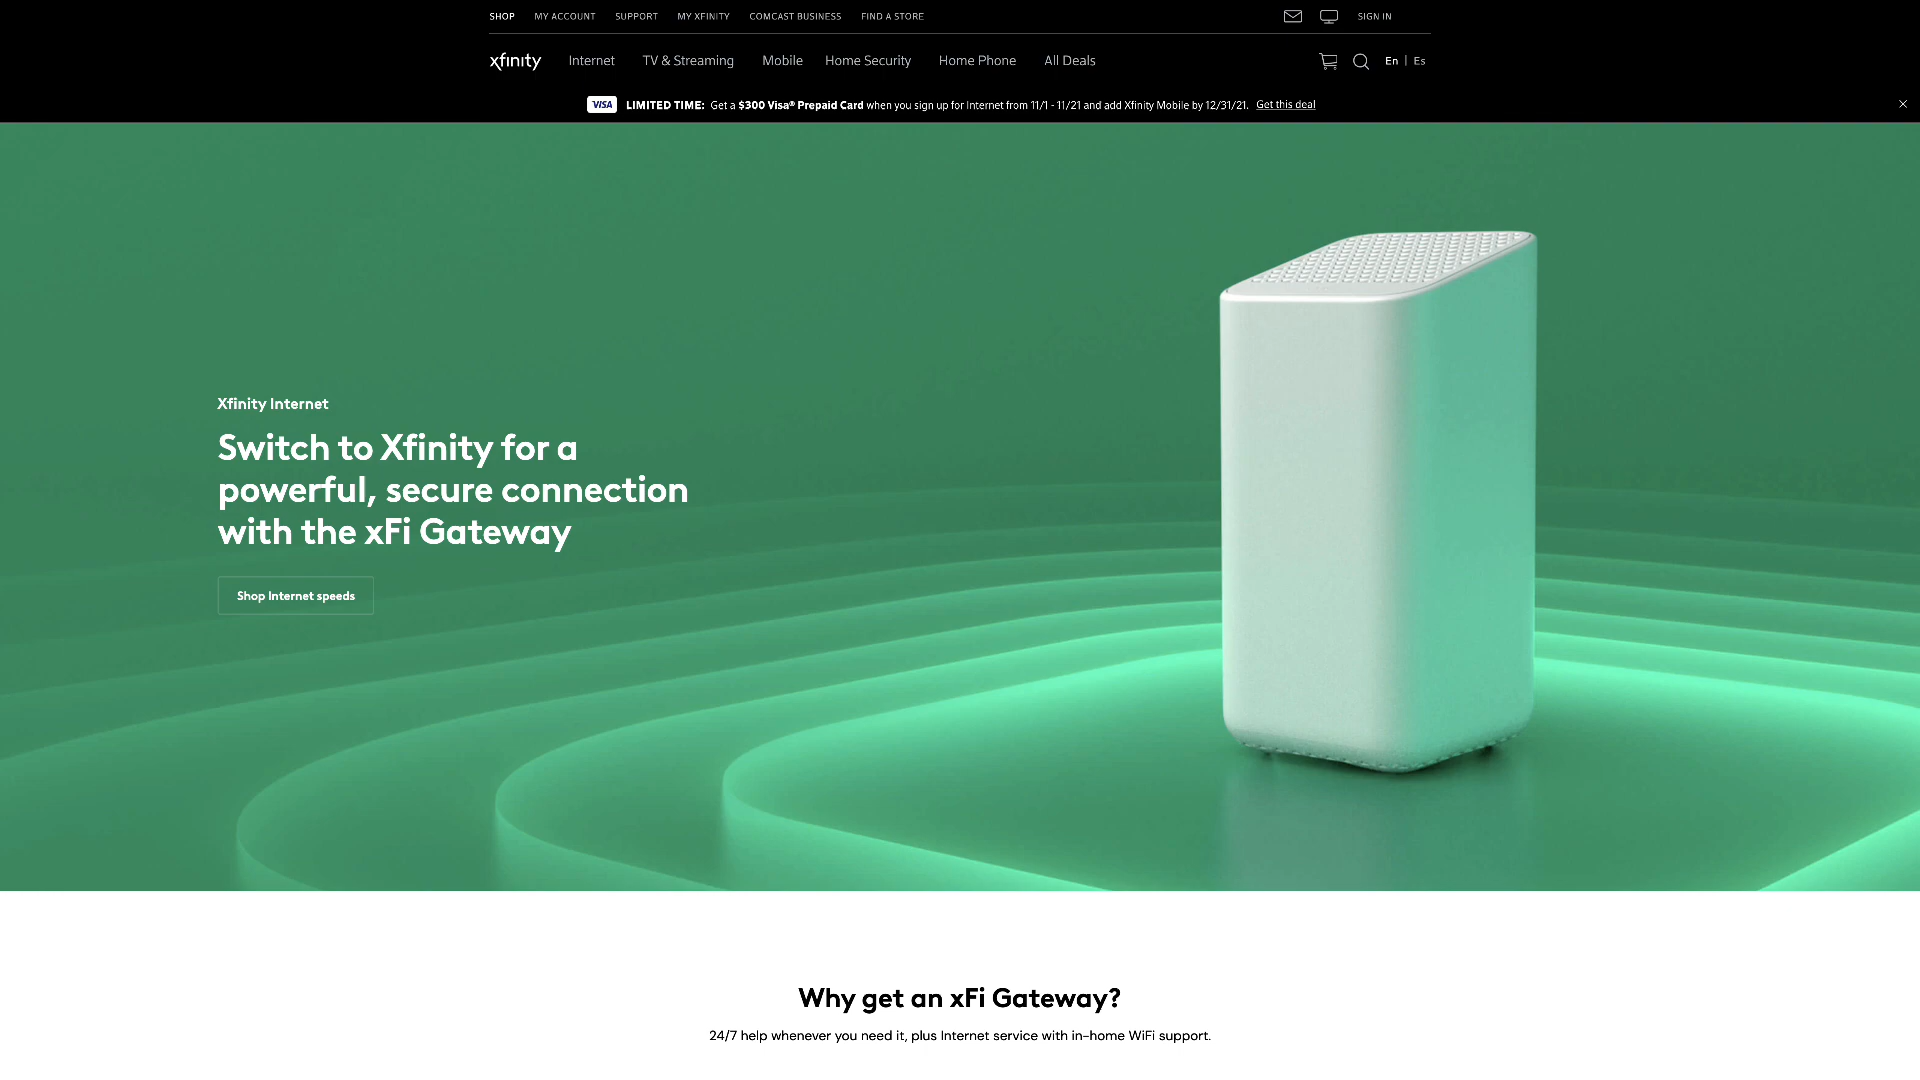 SHOP MY ACCOUNT SUPPORT MY XFINITY COMCAST BUSINESS FIND A STORE SIGN IN
xfinity Internet TV & Streaming Mobile Home Security Home Phone All Deals En | Es
VISA LIMITED TIME: Get a $300 Visa® Prepaid Card when you sign up for Internet from 11/1 - 11/21 and add Xfinity Mobile by 12/31/21. Get this deal
Xfinity Internet
Switch to Xfinity for a
powerful, secure connection
with the xFi Gateway
Shop Internet speeds
Why get an xFi Gateway?
24/7 help whenever you need it, plus Internet service with in-home WiFi support.